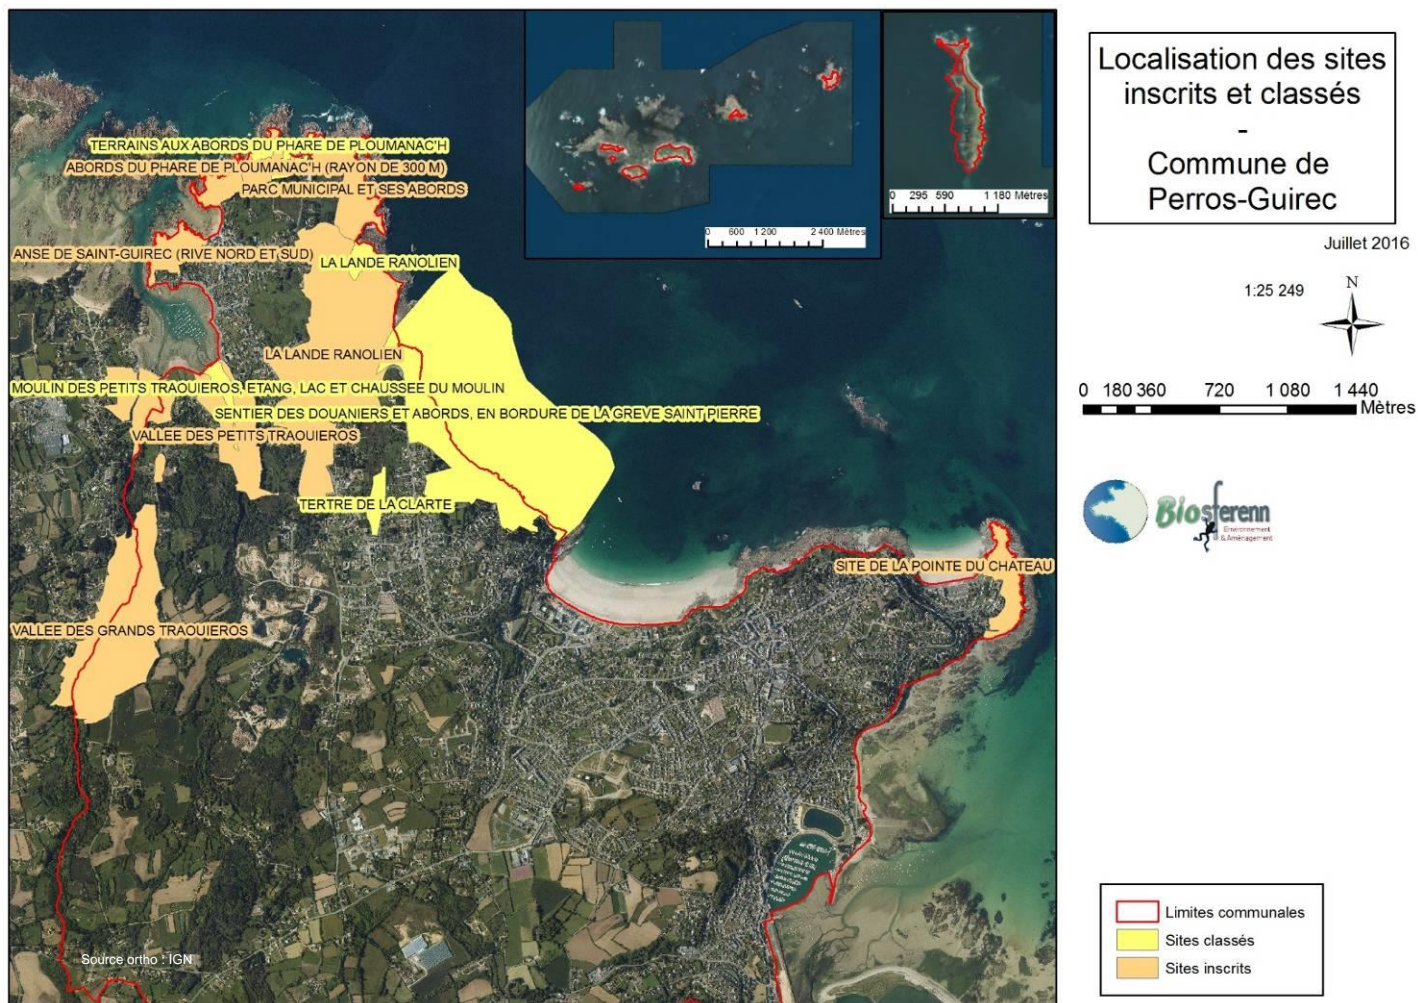 Localisation des sites
inscrits et classés
-
Commune de
Perros-Guirec
Juillet 2016
1:25 249
N
0 180 360 720 1 080 1 440
Mètres
Biosferenn
Environnement
& Aménagement
Limites communales
Sites classés
Sites inscrits
0 600 1 200 2 400 Mètres
0 295 590 1 180 Mètres
TERRAINS AUX ABORDS DU PHARE DE PLOUMANAC'H
ABORDS DU PHARE DE PLOUMANAC'H (RAYON DE 300 M)
PARC MUNICIPAL ET SES ABORDS
ANSE DE SAINT-GUIREC (RIVE NORD ET SUD)
LA LANDE RANOLIEN
LA LANDE RANOLIEN
MOULIN DES PETITS TRAOUIEROS, ETANG, LAC ET CHAUSSEE DU MOULIN
SENTIER DES DOUANIERS ET ABORDS, EN BORDURE DE LA GREVE SAINT PIERRE
VALLEE DES PETITS TRAOUIEROS
TERTRE DE LA CLARTE
SITE DE LA POINTE DU CHATEAU
VALLEE DES GRANDS TRAOUIEROS
Source ortho : IGN